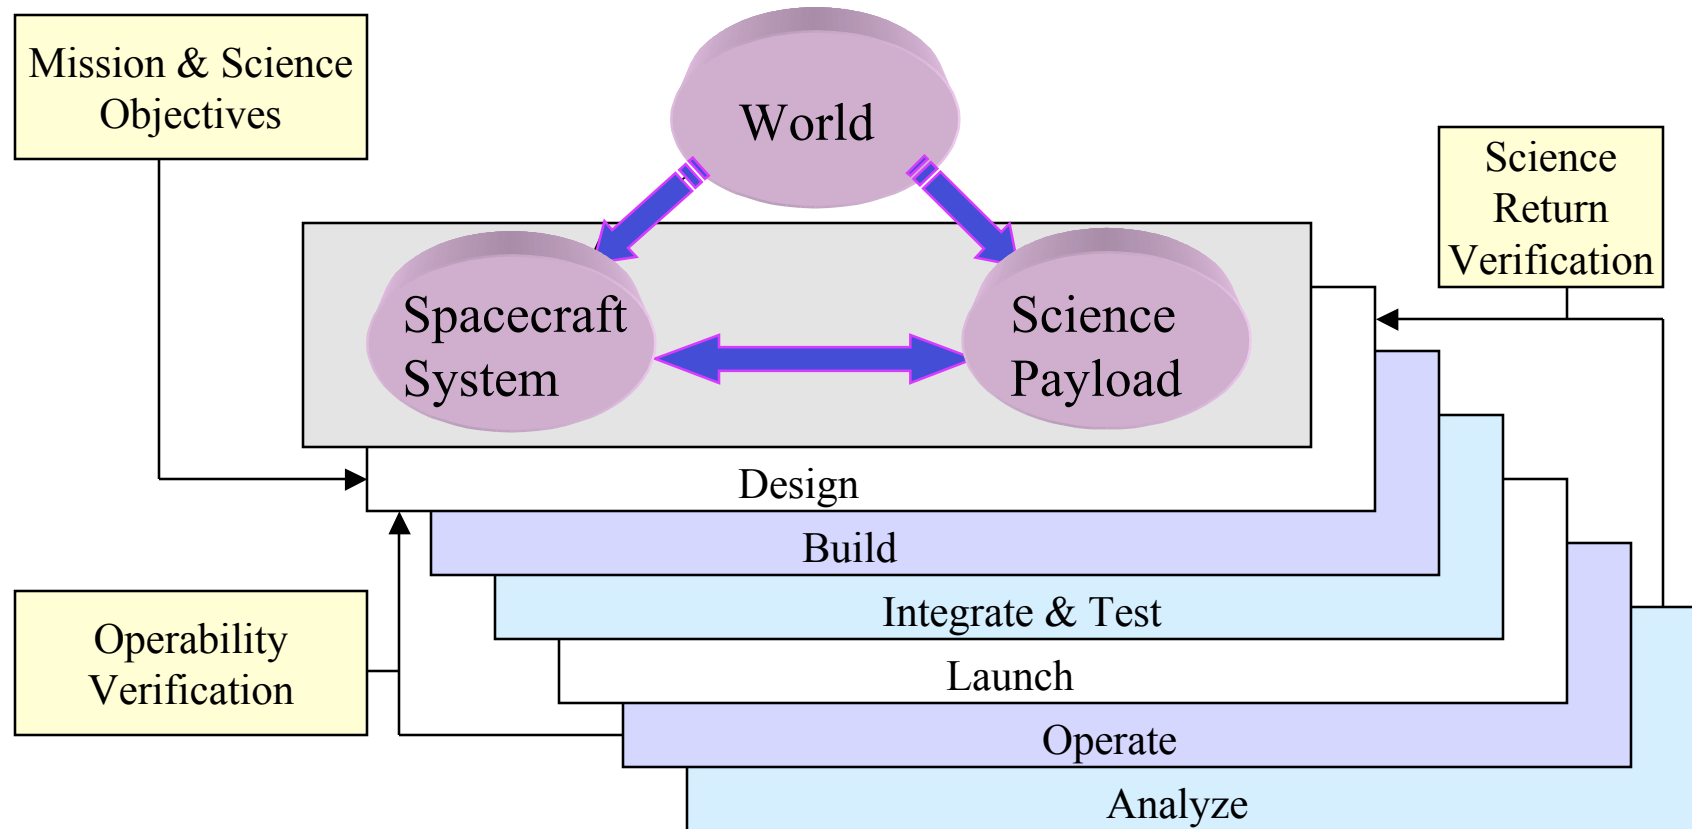 Mission & Science
Objectives
World
Science
Return
Verification
Spacecraft
System
Science
Payload
Design
Build
Integrate & Test
Operability
Verification
Launch
Operate
Analyze